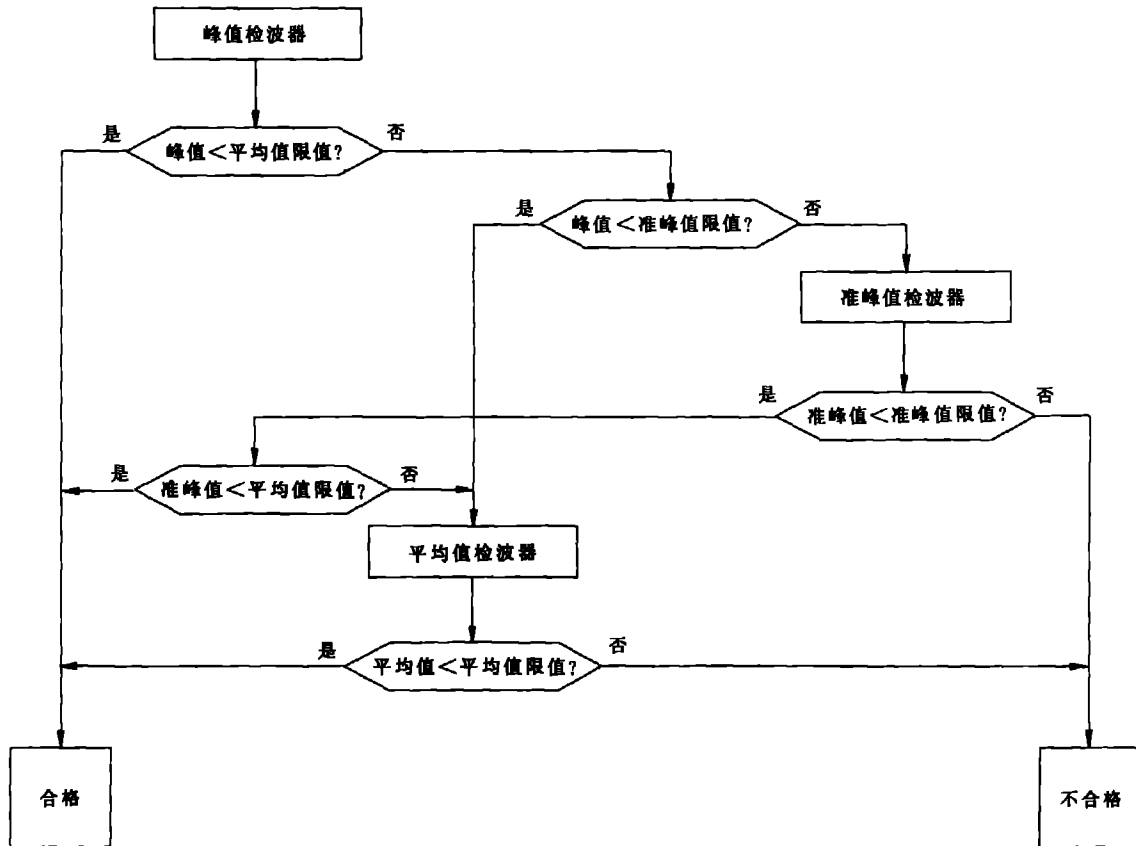 峰值检波器
是
否
峰值＜平均值限值?
是
否
峰值＜准峰值限值?
准峰值检波器
是
否
准峰值＜准峰值限值?
是
否
准峰值＜平均值限值?
平均值检波器
是
否
平均值＜平均值限值?
合格
不合格